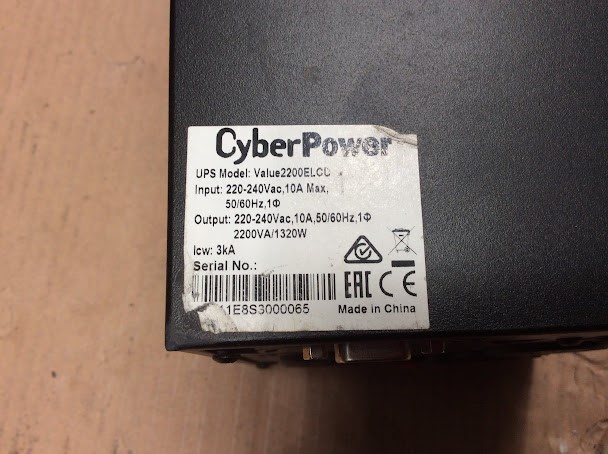 CyberPower
UPS Model: Value2200ELCD
Input: 220-240Vac,10A Max,
50/60Hz,1Φ
Output: 220-240Vac,10A,50/60Hz,1Φ
2200VA/1320W
Icw: 3kA
Serial No.:
1E8S3000065
EAC CE
Made in China